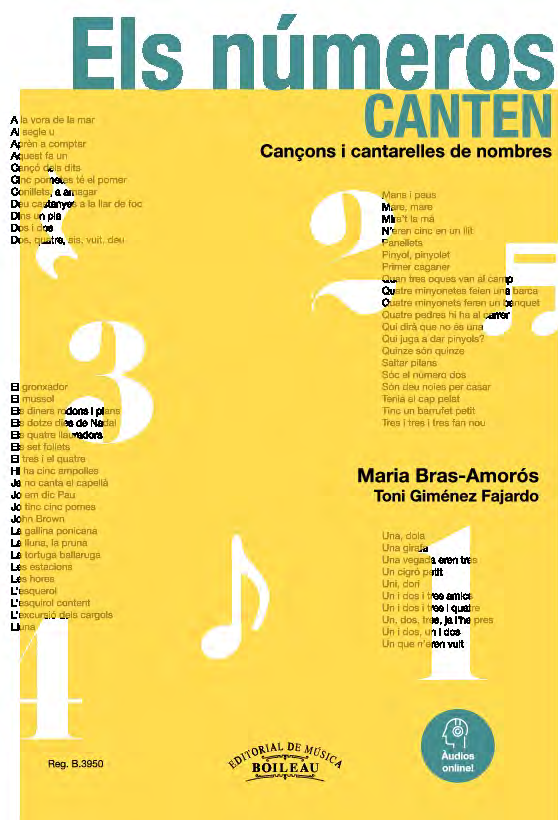 Els números
CANTEN
Cançons i cantarelles de nombres
A la vora de la mar
Al segle u
Aprèn a comptar
Aquest fa un
Cançó dels dits
Cinc pometes té el pomer
Conillets, a amagar
Deu castanyes a la llar de foc
Dins un pla
Dos i dos
Dos, quatre, sis, vuit, deu
Mans i peus
Mare, mare
Mira't la mà
N'eren cinc en un llit
Panellets
Pinyol, pinyolet
Primer caganer
Quan tres oques van al camp
Quatre minyonetes feien una barca
Quatre minyonets feren un banquet
Quatre pedres hi ha al carrer
Qui dirà que no és una
Qui juga a dar pinyols?
Quinze són quinze
Saltar pilans
Sóc el número dos
Són deu noies per casar
Tenia el cap pelat
Tinc un barrufet petit
Tres i tres i tres fan nou
2
3
El gronxador
El mussol
Els diners rodons i plans
Els dotze dies de Nadal
Els quatre llauradors
Els set follets
El tres i el quatre
Hi ha cinc ampolles
Ja no canta el capellà
Jo em dic Pau
Jo tinc cinc pomes
John Brown
La gallina ponicana
La lluna, la pruna
La tortuga ballaruga
Les estacions
Les hores
L'esquerol
L'esquirol content
L'excursió dels cargols
Lluna
Maria Bras-Amorós
Toni Giménez Fajardo
Una, dola
Una girafa
Una vegada eren tres
Un cigró petit
Uni, dori
Un i dos i tres amics
Un i dos i tres i quatre
Un, dos, tres, ja l'he pres
Un i dos, un i dos
Un que n'eren vuit
4
1
Reg. B.3950
EDITORIAL DE MÚSICA
BOILEAU
Àudios
online!